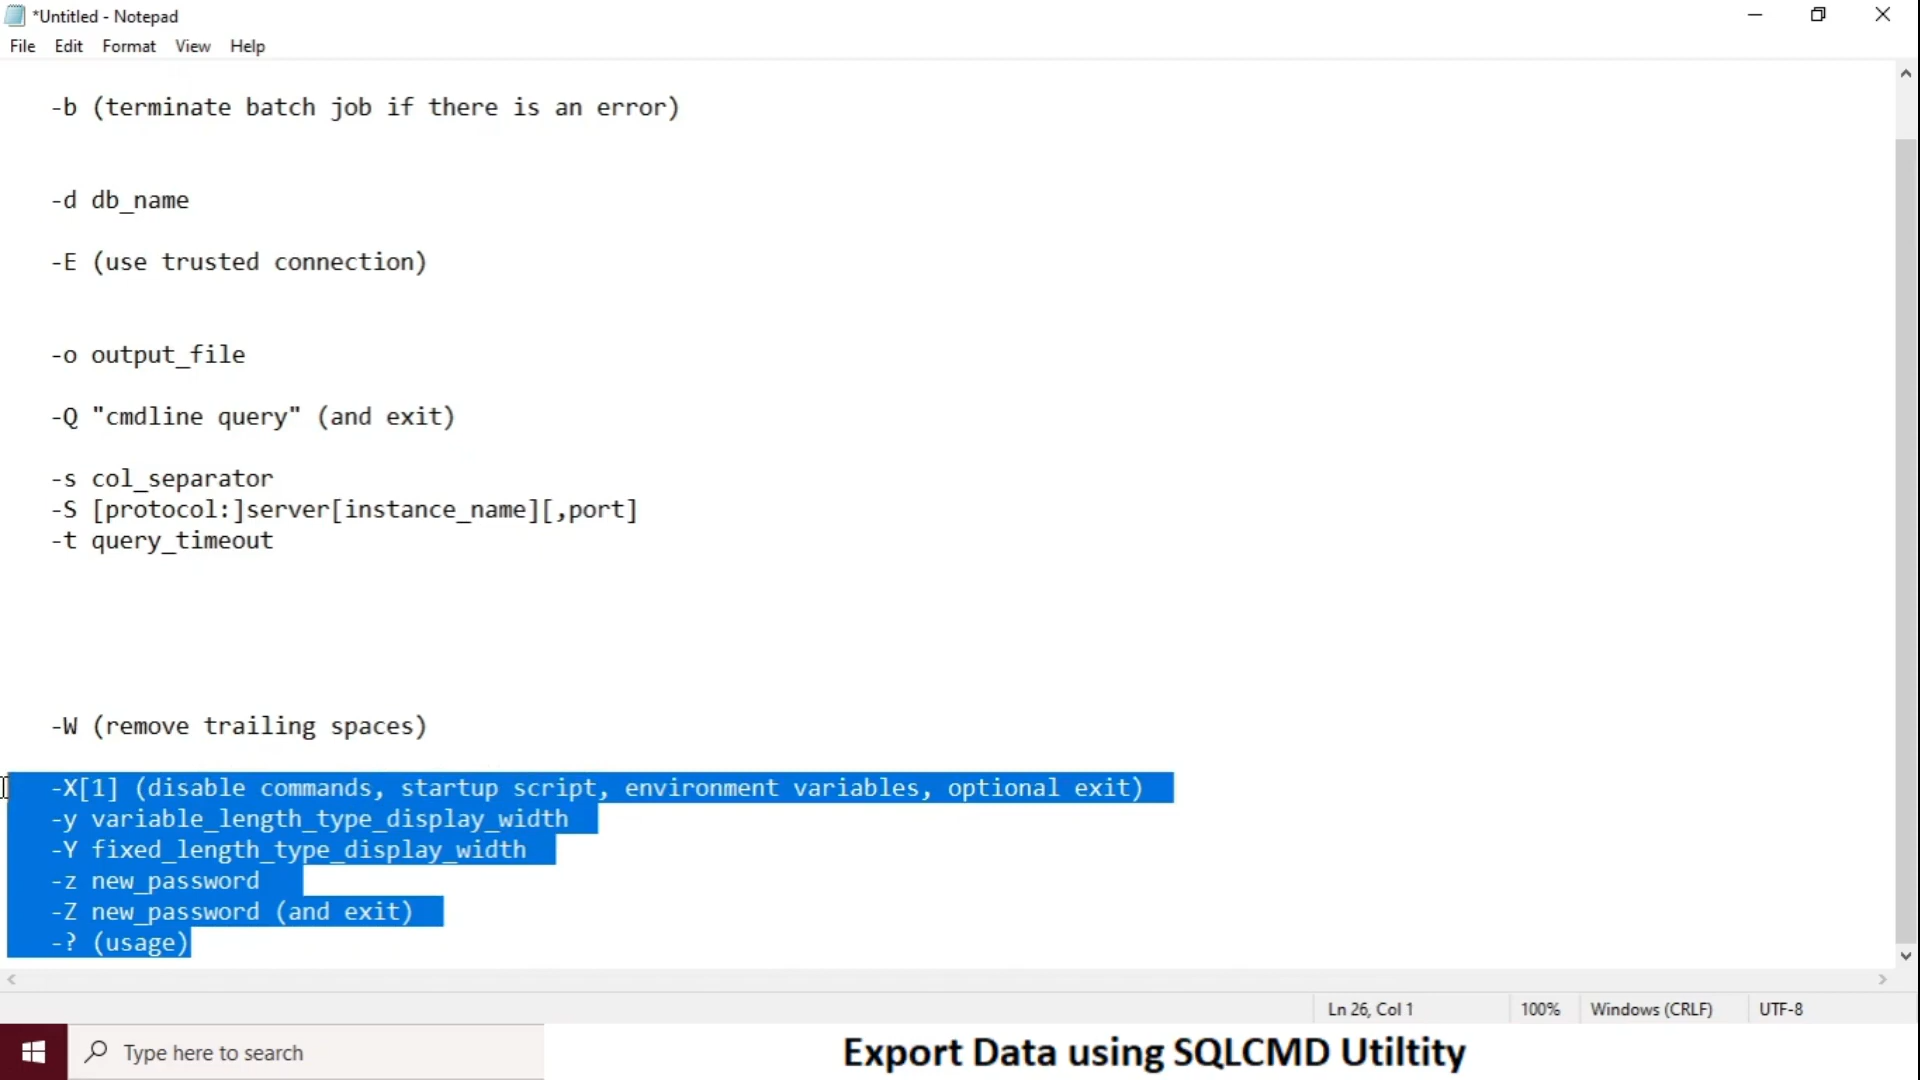 *Untitled - Notepad
File Edit Format View Help
-b (terminate batch job if there is an error)
-d db_name
-E (use trusted connection)
-o output_file
-Q "cmdline query" (and exit)
-s col_separator
-S [protocol:]server[instance_name][,port]
-t query_timeout
-W (remove trailing spaces)
-X[1] (disable commands, startup script, environment variables, optional exit)
-y variable_length_type_display_width
-Y fixed_length_type_display_width
-z new_password
-Z new_password (and exit)
-? (usage)
Ln 26, Col 1 100% Windows (CRLF) UTF-8
Type here to search
Export Data using SQLCMD Utiltity